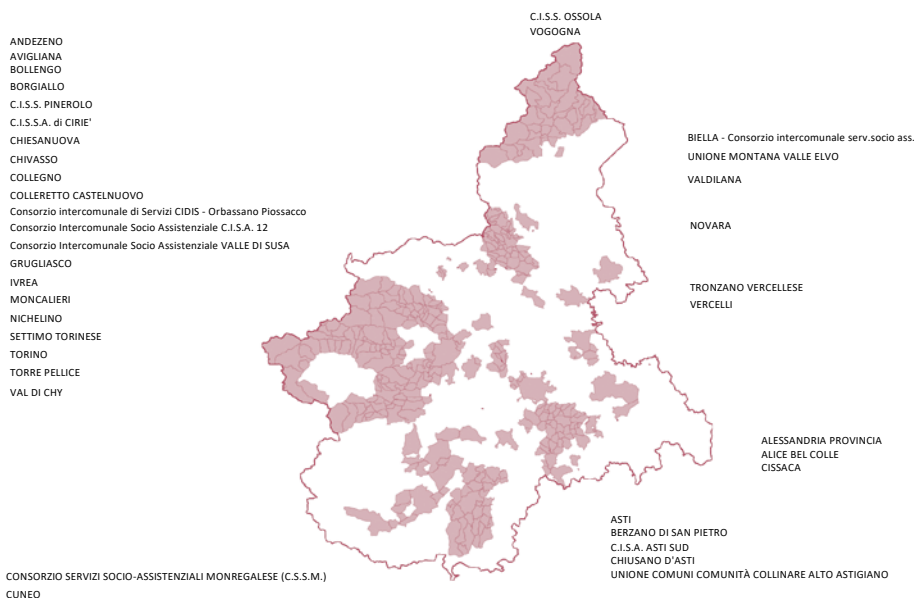 C.I.S.S. OSSOLA
VOGOGNA
ANDEZENO
AVIGLIANA
BOLLENGO
BORGIALLO
C.I.S.S. PINEROLO
C.I.S.S.A. di CIRIE'
CHIESANUOVA
CHIVASSO
COLLEGNO
COLLERETTO CASTELNUOVO
Consorzio intercomunale di Servizi CIDIS - Orbassano Piossacco
Consorzio Intercomunale Socio Assistenziale C.I.S.A. 12
Consorzio Intercomunale Socio Assistenziale VALLE DI SUSA
GRUGLIASCO
IVREA
MONCALIERI
NICHELINO
SETTIMO TORINESE
TORINO
TORRE PELLICE
VAL DI CHY
BIELLA - Consorzio intercomunale serv.socio ass.
UNIONE MONTANA VALLE ELVO
VALDILANA
NOVARA
TRONZANO VERCELLESE
VERCELLI
ALESSANDRIA PROVINCIA
ALICE BEL COLLE
CISSACA
ASTI
BERZANO DI SAN PIETRO
C.I.S.A. ASTI SUD
CHIUSANO D'ASTI
UNIONE COMUNI COMUNITÀ COLLINARE ALTO ASTIGIANO
CONSORZIO SERVIZI SOCIO-ASSISTENZIALI MONREGALESE (C.S.S.M.)
CUNEO